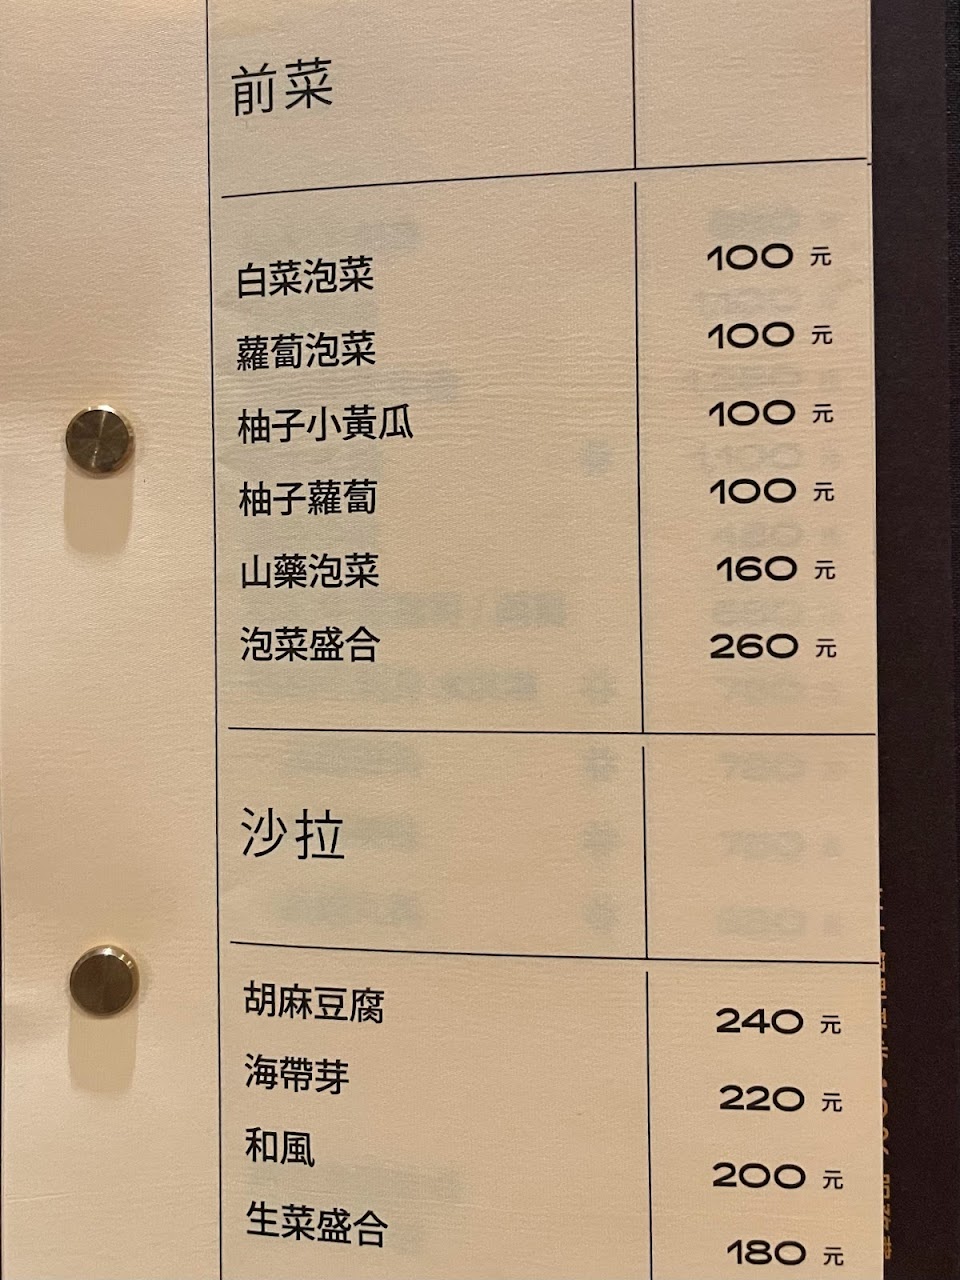 前菜
白菜泡菜 100 元
蘿蔔泡菜 100 元
柚子小黃瓜 100 元
柚子蘿蔔 100 元
山藥泡菜 160 元
泡菜盛合 260 元
沙拉
胡麻豆腐 240 元
海帶芽 220 元
和風 200 元
生菜盛合 180 元